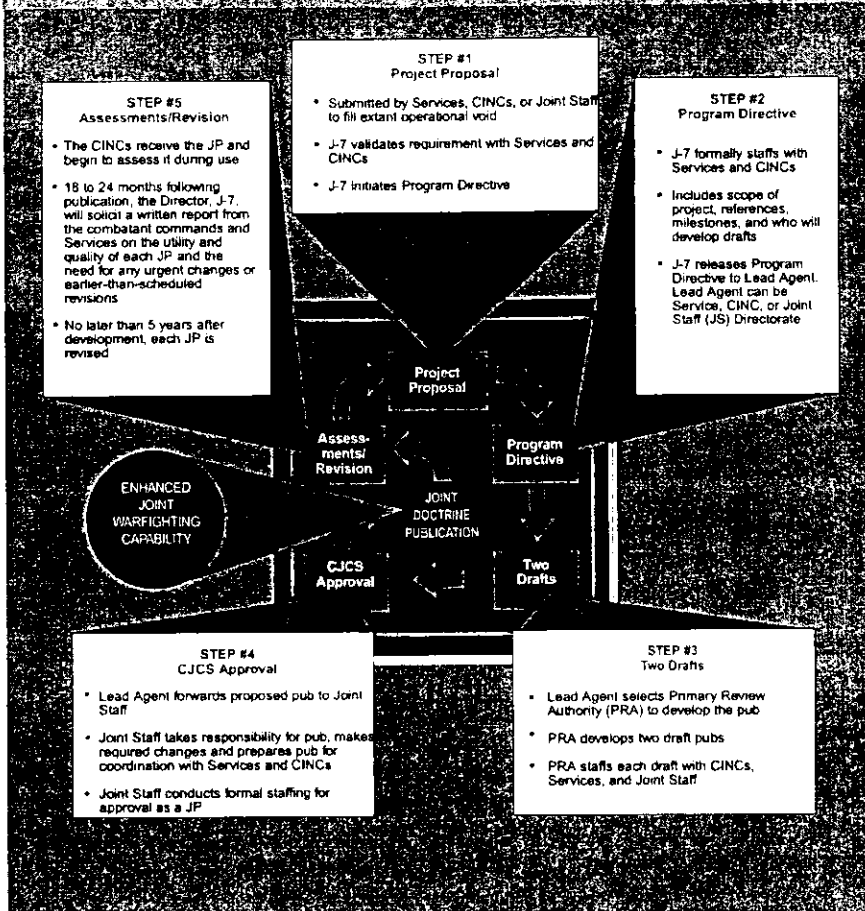 STEP #1
Project Proposal
• Submitted by Services, CINCs, or Joint Staff
to fill extant operational void
• J-7 validates requirement with Services and
CINCs
• J-7 initiates Program Directive
STEP #2
Program Directive
• J-7 formally staffs with
Services and CINCs
• Includes scope of
project, references,
milestones, and who will
develop drafts
• J-7 releases Program
Directive to Lead Agent.
Lead Agent can be
Service, CINC, or Joint
Staff (JS) Directorate
STEP #3
Two Drafts
• Lead Agent selects Primary Review
Authority (PRA) to develop the pub
• PRA develops two draft pubs
• PRA staffs each draft with CINCs,
Services, and Joint Staff
STEP #4
CJCS Approval
• Lead Agent forwards proposed pub to Joint
Staff
• Joint Staff takes responsibility for pub, makes
required changes and prepares pub for
coordination with Services and CINCs
• Joint Staff conducts formal staffing for
approval as a JP
STEP #5
Assessments/Revision
• The CINCs receive the JP and
begin to assess it during use
• 18 to 24 months following
publication, the Director, J-7,
will solicit a written report from
the combatant commands and
Services on the utility and
quality of each JP and the
need for any urgent changes or
earlier-than-scheduled
revisions
• No later than 5 years after
development, each JP is
revised
Project
Proposal
Program
Directive
Two
Drafts
CJCS
Approval
Assess-
ments/
Revision
JOINT
DOCTRINE
PUBLICATION
ENHANCED
JOINT
WARFIGHTING
CAPABILITY